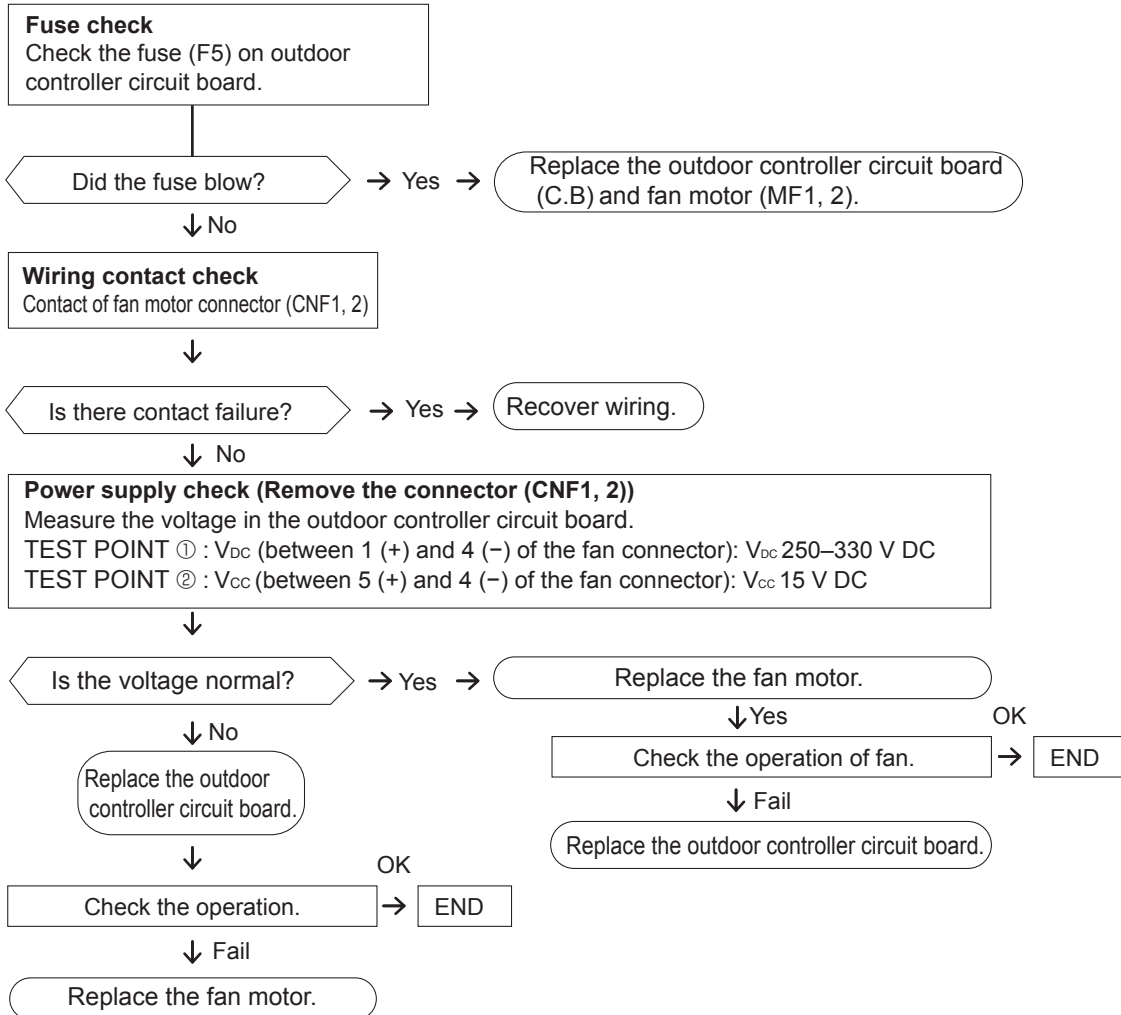 Fuse check
Check the fuse (F5) on outdoor
controller circuit board.
Did the fuse blow?
→ Yes →
Replace the outdoor controller circuit board
(C.B) and fan motor (MF1, 2).
↓ No
Wiring contact check
Contact of fan motor connector (CNF1, 2)
↓
Is there contact failure?
→ Yes →
Recover wiring.
↓ No
Power supply check (Remove the connector (CNF1, 2))
Measure the voltage in the outdoor controller circuit board.
TEST POINT ① : VDC (between 1 (+) and 4 (−) of the fan connector): VDC 250–330 V DC
TEST POINT ② : VCC (between 5 (+) and 4 (−) of the fan connector): Vcc 15 V DC
↓
Is the voltage normal?
→ Yes →
Replace the fan motor.
↓ Yes
OK
Check the operation of fan.
→
END
↓ Fail
Replace the outdoor controller circuit board.
↓ No
Replace the outdoor
controller circuit board.
↓
OK
Check the operation.
→
END
↓ Fail
Replace the fan motor.